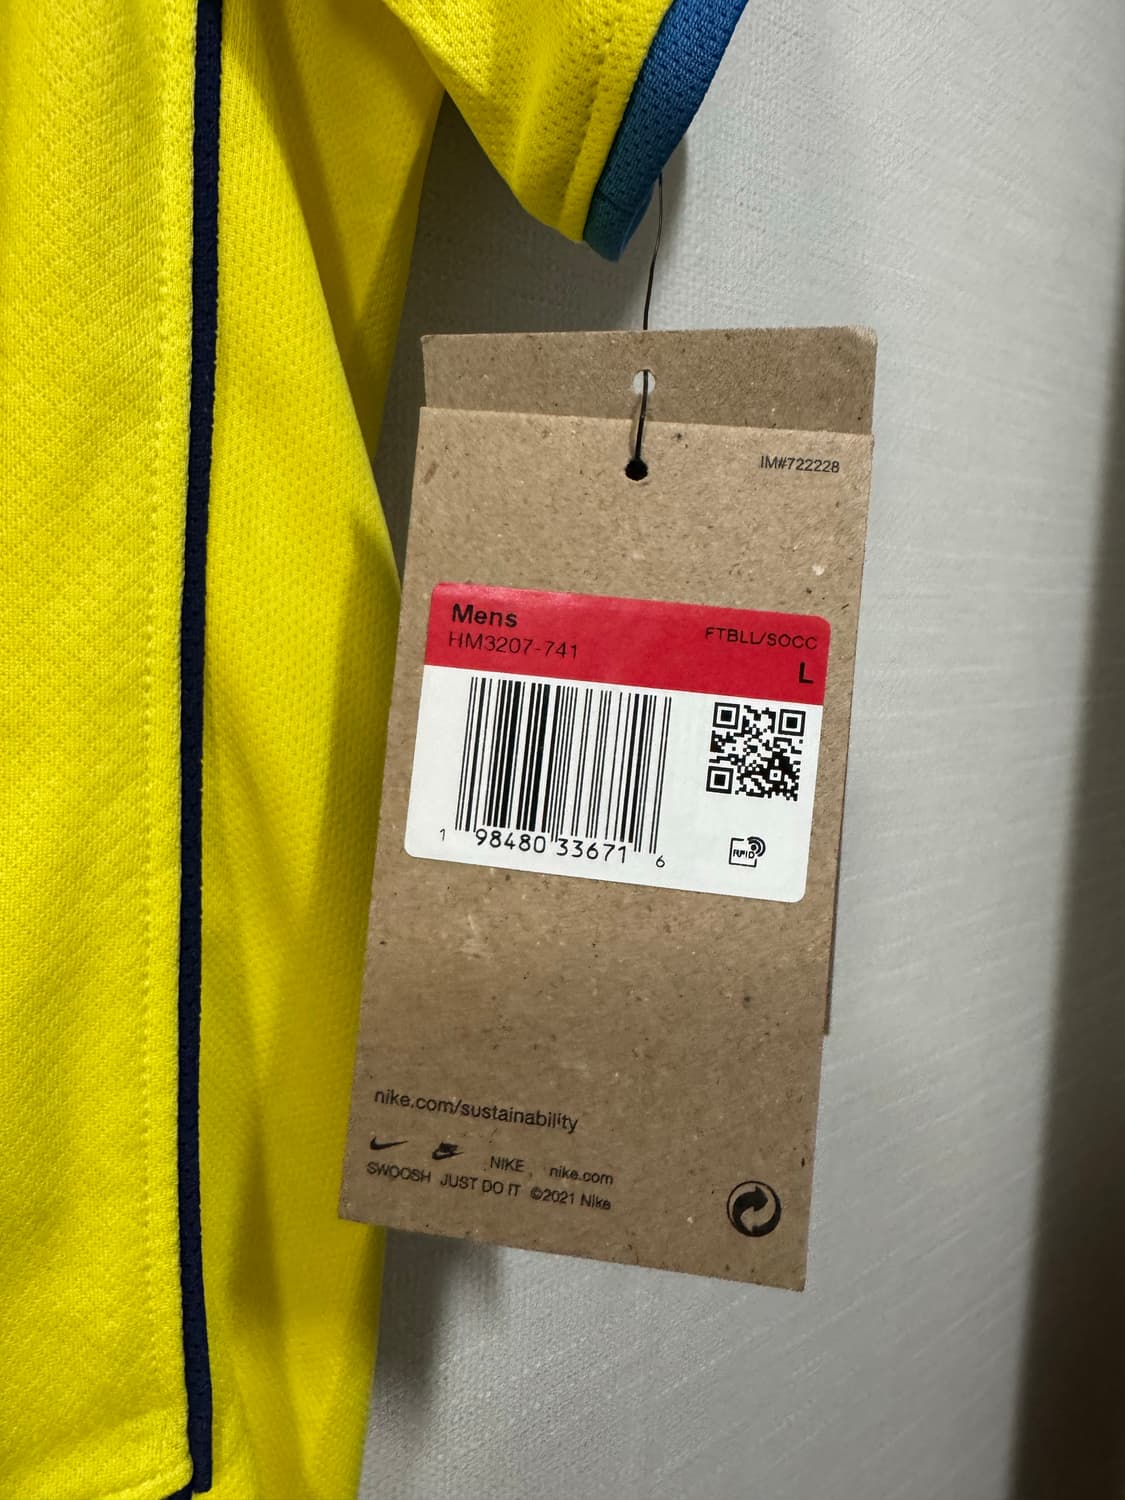 IM#722228
Mens
HM3207-741
FTBLL/SOCC
L
1 98480 33671 6
RFID
nike.com/sustainability
NIKE nike.com
SWOOSH JUST DO IT ©2021 Nike